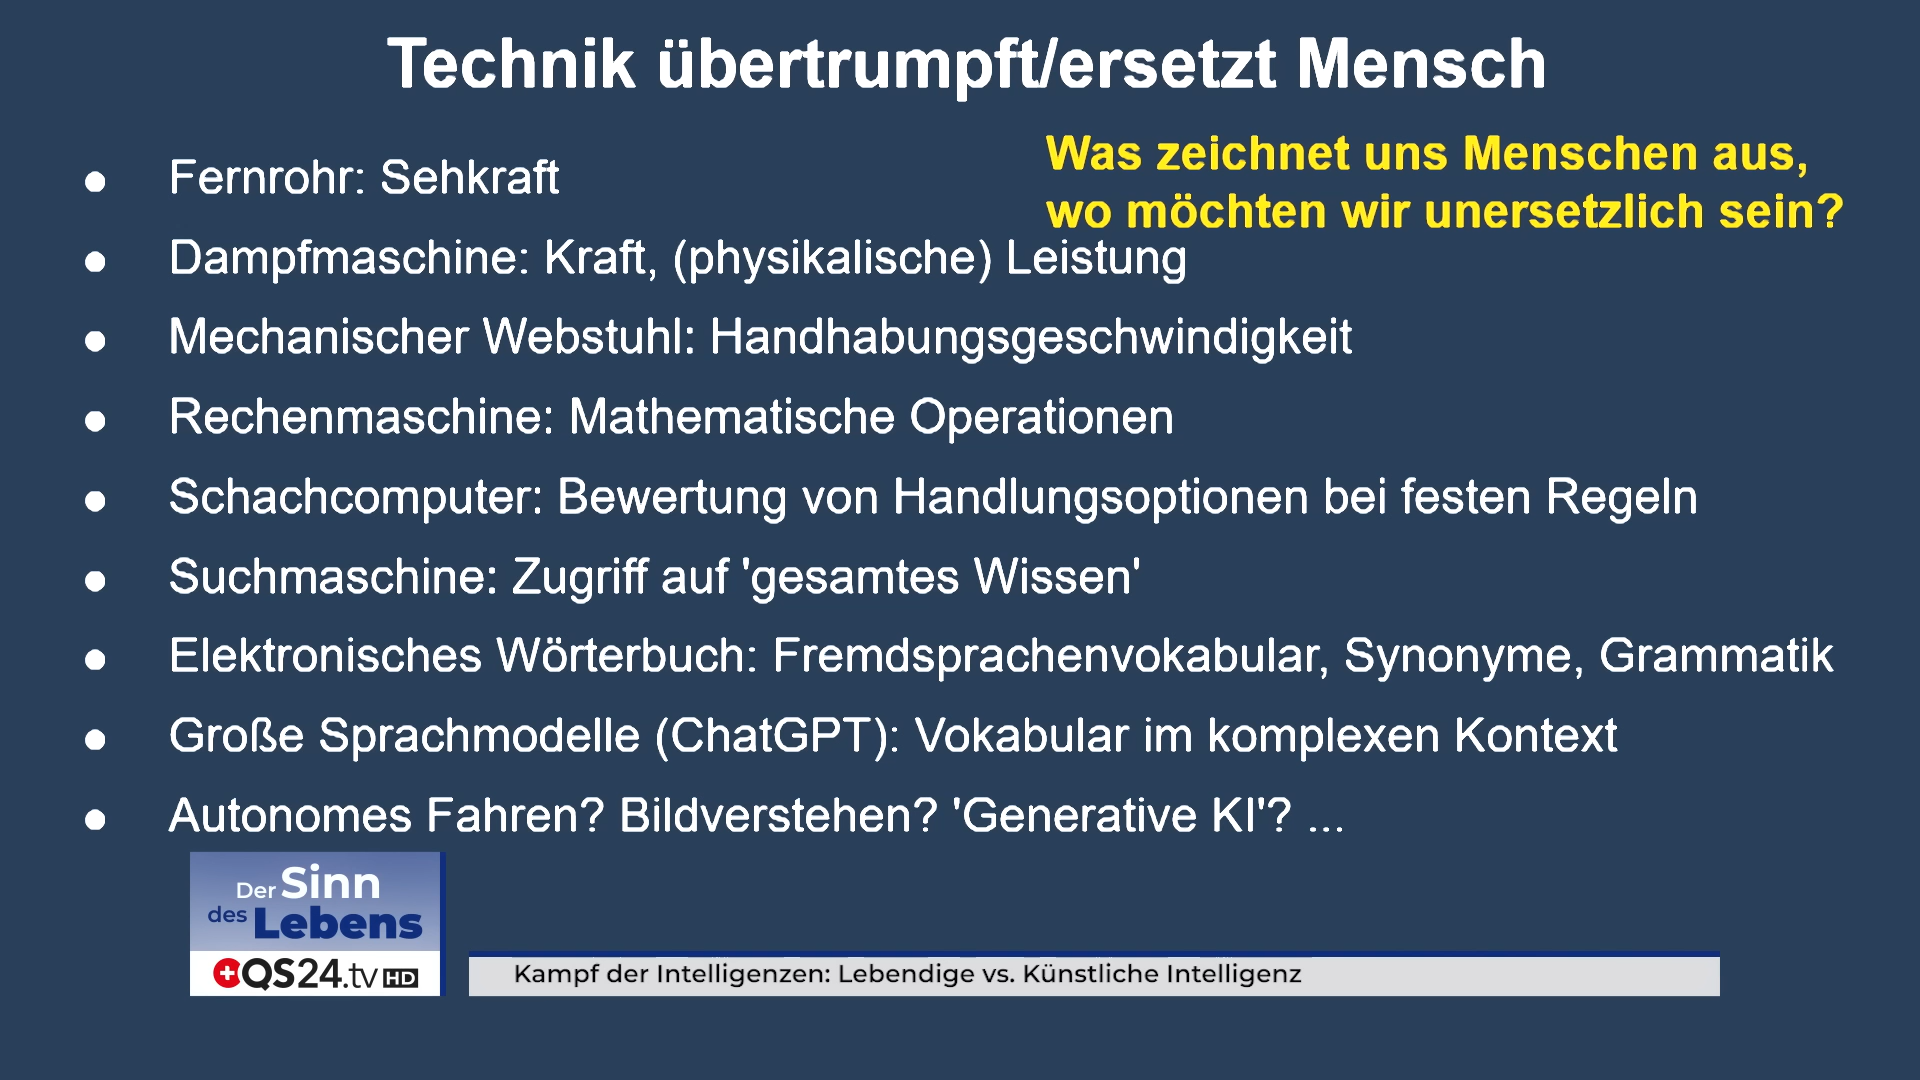 Technik übertrumpft/ersetzt Mensch
Was zeichnet uns Menschen aus,
wo möchten wir unersetzlich sein?
● Fernrohr: Sehkraft
● Dampfmaschine: Kraft, (physikalische) Leistung
● Mechanischer Webstuhl: Handhabungsgeschwindigkeit
● Rechenmaschine: Mathematische Operationen
● Schachcomputer: Bewertung von Handlungsoptionen bei festen Regeln
● Suchmaschine: Zugriff auf 'gesamtes Wissen'
● Elektronisches Wörterbuch: Fremdsprachenvokabular, Synonyme, Grammatik
● Große Sprachmodelle (ChatGPT): Vokabular im komplexen Kontext
● Autonomes Fahren? Bildverstehen? 'Generative KI'? ...
Der Sinn
des Lebens
QS24.tv HD
Kampf der Intelligenzen: Lebendige vs. Künstliche Intelligenz